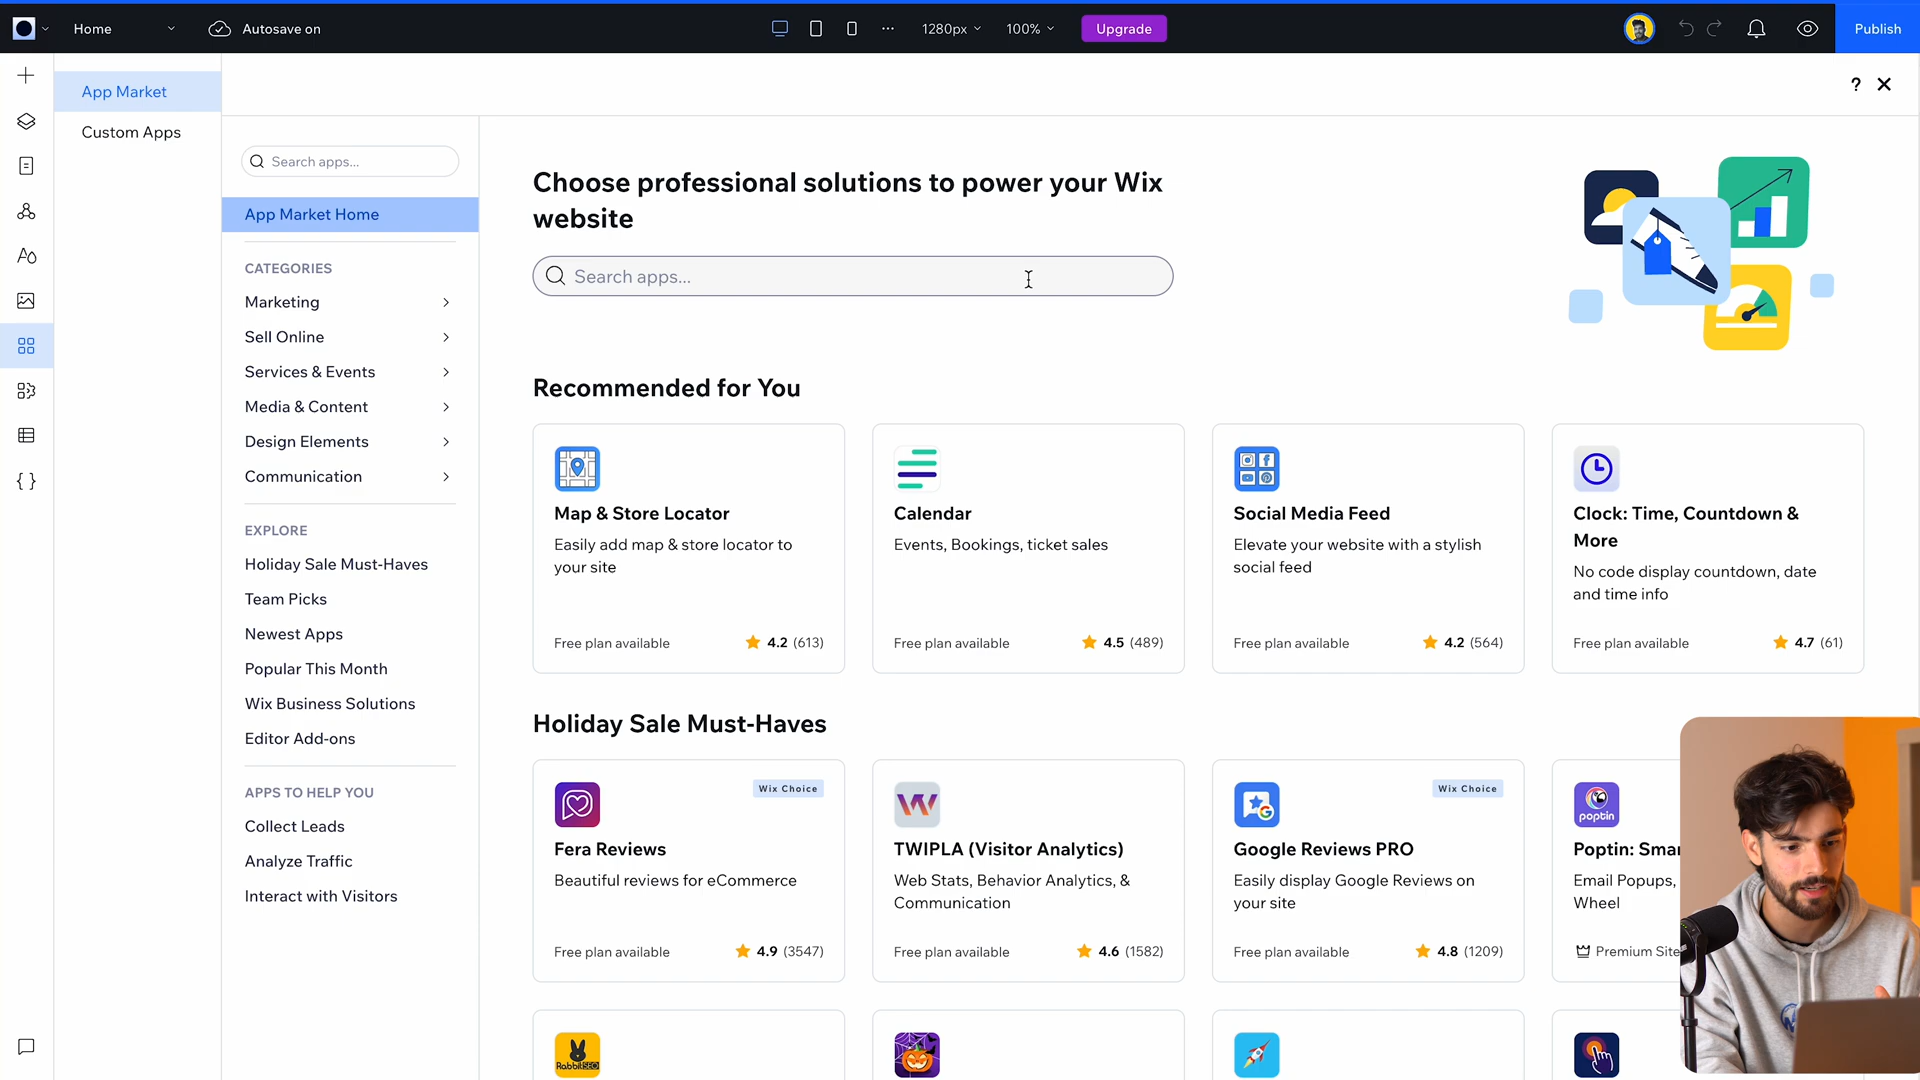 Home
Autosave on
1280px
100%
Upgrade
Publish
App Market
Custom Apps
?
Search apps...
App Market Home
CATEGORIES
Marketing
Sell Online
Services & Events
Media & Content
Design Elements
Communication
EXPLORE
Holiday Sale Must-Haves
Team Picks
Newest Apps
Popular This Month
Wix Business Solutions
Editor Add-ons
APPS TO HELP YOU
Collect Leads
Analyze Traffic
Interact with Visitors
Choose professional solutions to power your Wix
website
Search apps...
Recommended for You
Map & Store Locator
Easily add map & store locator to
your site
Free plan available
4.2 (613)
Calendar
Events, Bookings, ticket sales
Free plan available
4.5 (489)
Social Media Feed
Elevate your website with a stylish
social feed
Free plan available
4.2 (564)
Clock: Time, Countdown &
More
No code display countdown, date
and time info
Free plan available
4.7 (61)
Holiday Sale Must-Haves
Wix Choice
Fera Reviews
Beautiful reviews for eCommerce
Free plan available
4.9 (3547)
TWIPLA (Visitor Analytics)
Web Stats, Behavior Analytics, &
Communication
Free plan available
4.6 (1582)
Wix Choice
Google Reviews PRO
Easily display Google Reviews on
your site
Free plan available
4.8 (1209)
poptin
Poptin: Smar
Email Popups,
Wheel
Premium Site
RabbitSEO